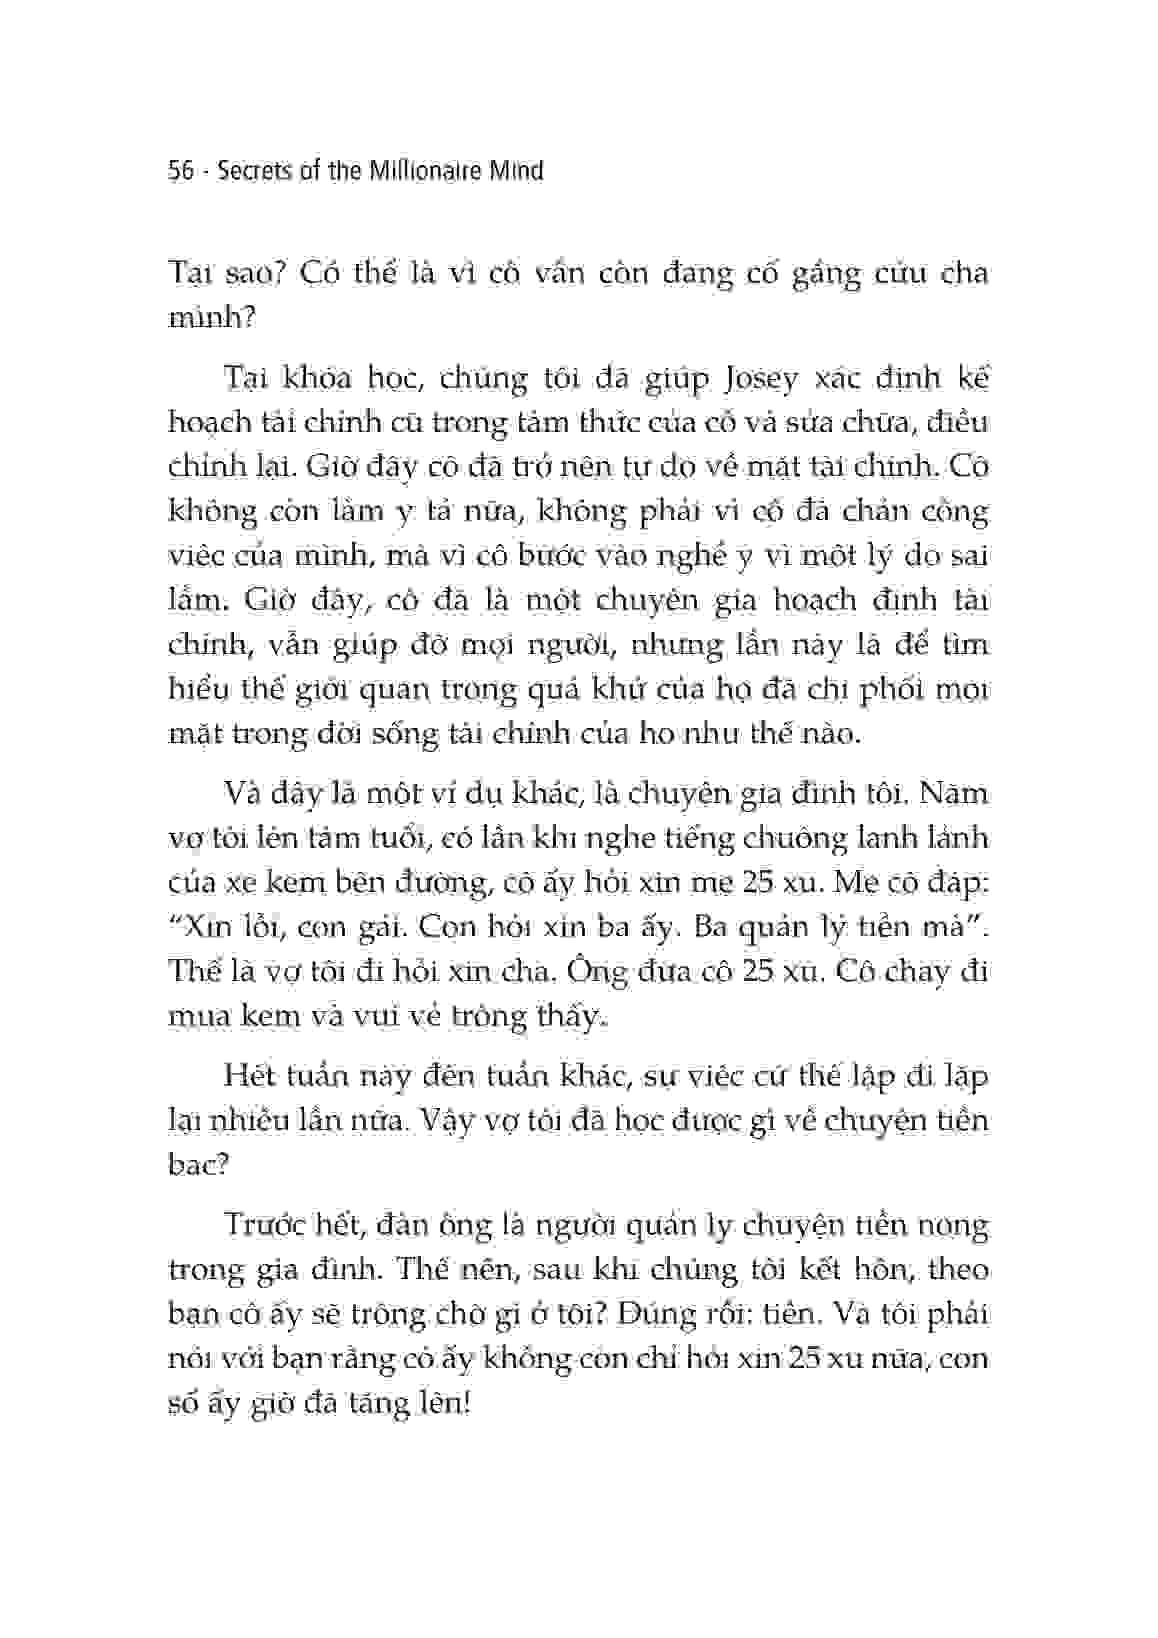 56 - Secrets of the Millionaire Mind
Tại sao? Có thể là vì cô vẫn còn đang cố gắng cứu cha
mình?
Tại khóa học, chúng tôi đã giúp Josey xác định kế
hoạch tài chính cũ trong tâm thức của cô và sửa chữa, điều
chỉnh lại. Giờ đây cô đã trở nên tự do về mặt tài chính. Cô
không còn làm y tá nữa, không phải vì cô đã chán công
việc của mình, mà vì cô bước vào nghề y vì một lý do sai
lầm. Giờ đây, cô đã là một chuyên gia hoạch định tài
chính, vẫn giúp đỡ mọi người, nhưng lần này là để tìm
hiểu thế giới quan trong quá khứ của họ đã chi phối mọi
mặt trong đời sống tài chính của họ như thế nào.
Và đây là một ví dụ khác, là chuyện gia đình tôi. Năm
vợ tôi lên tám tuổi, có lần khi nghe tiếng chuông lanh lảnh
của xe kem bên đường, cô ấy hỏi xin mẹ 25 xu. Mẹ cô đáp:
“Xin lỗi, con gái. Con hỏi xin ba ấy. Ba quản lý tiền mà”.
Thế là vợ tôi đi hỏi xin cha. Ông đưa cô 25 xu. Cô chạy đi
mua kem và vui vẻ trông thấy.
Hết tuần này đến tuần khác, sự việc cứ thế lặp đi lặp
lại nhiều lần nữa. Vậy vợ tôi đã học được gì về chuyện tiền
bạc?
Trước hết, đàn ông là người quản lý chuyện tiền nong
trong gia đình. Thế nên, sau khi chúng tôi kết hôn, theo
bạn cô ấy sẽ trông chờ gì ở tôi? Đúng rồi: tiền. Và tôi phải
nói với bạn rằng cô ấy không còn chỉ hỏi xin 25 xu nữa, con
số ấy giờ đã tăng lên!